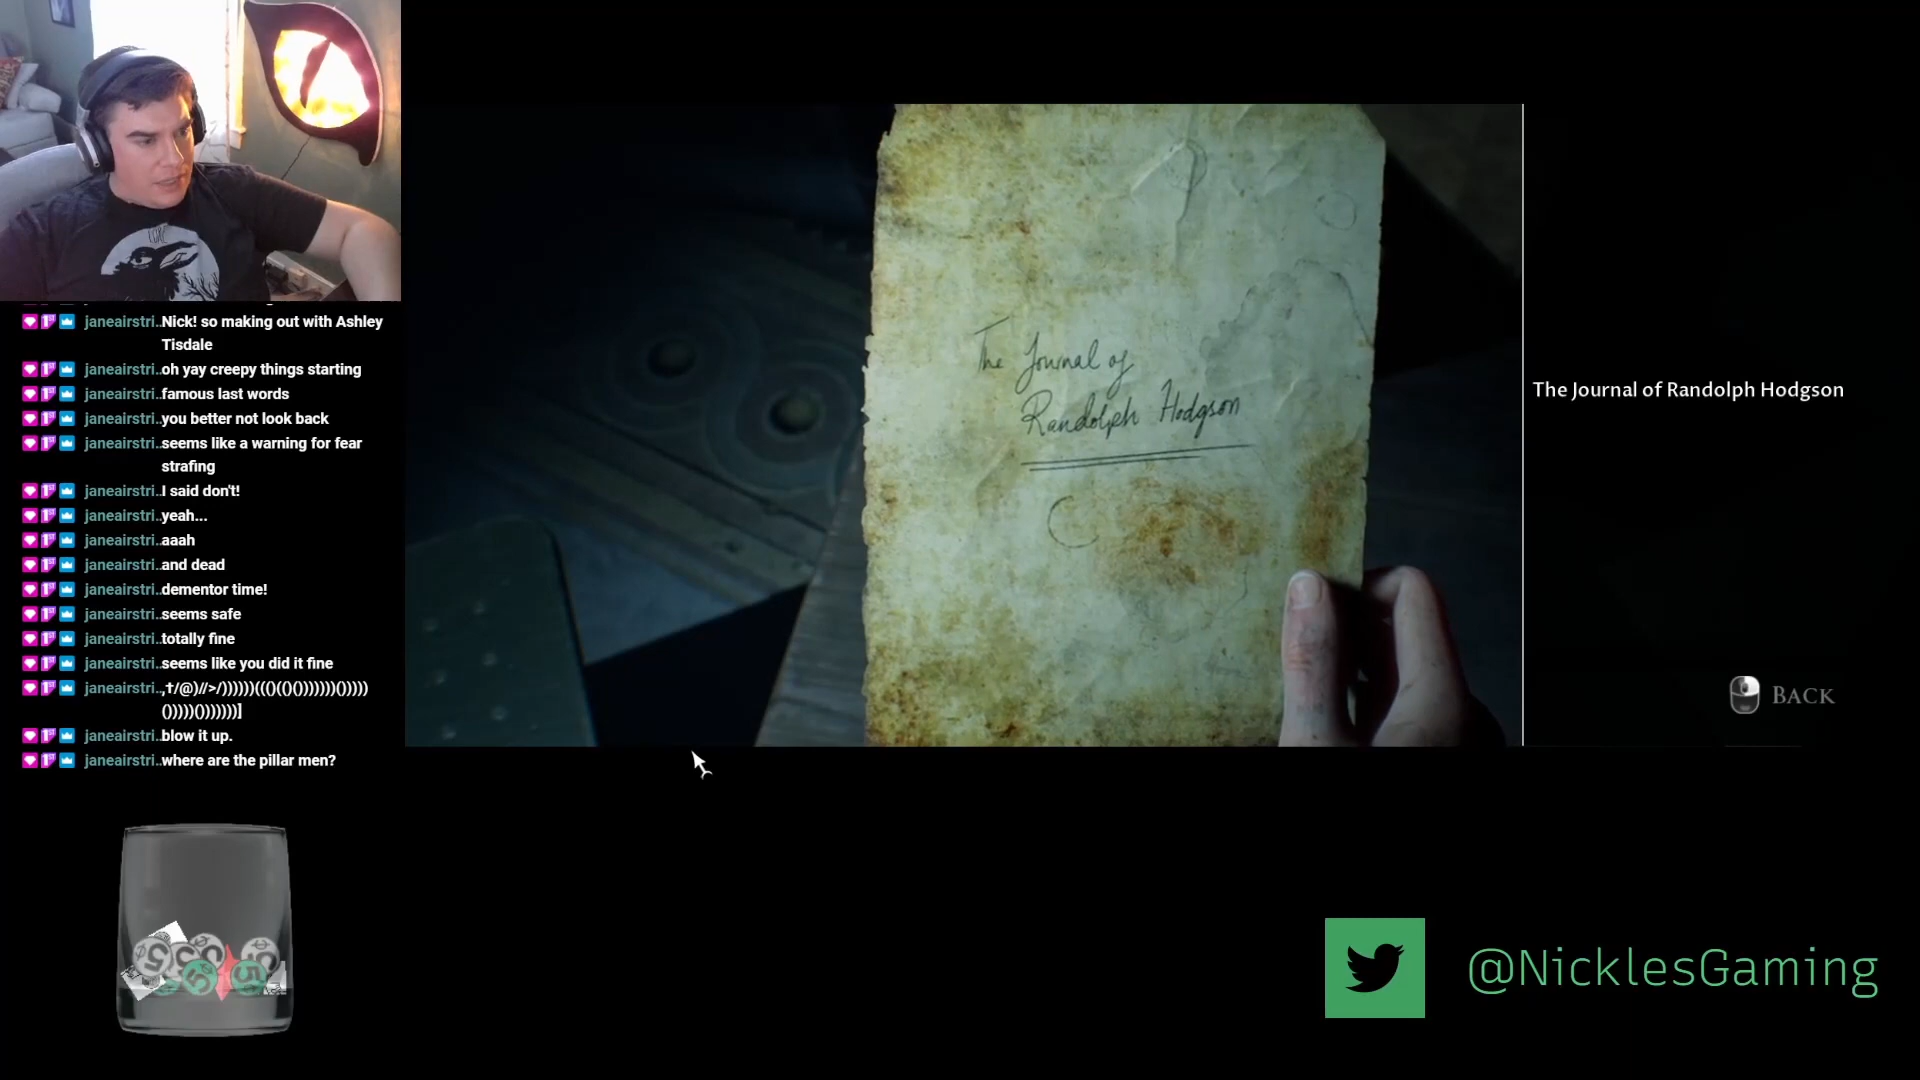 janeairstri..Nick! so making out with Ashley
Tisdale
janeairstri..oh yay creepy things starting
janeairstri..famous last words
janeairstri..you better not look back
janeairstri..seems like a warning for fear
strafing
janeairstri..I said don't!
janeairstri..yeah...
janeairstri..aaah
janeairstri..and dead
janeairstri..dementor time!
janeairstri..seems safe
janeairstri..totally fine
janeairstri..seems like you did it fine
janeairstri..,†/@)//>/))))))((()(()()))))))()))))
()))))()))))))]
janeairstri..blow it up.
janeairstri..where are the pillar men?
The Journal of
Randolph Hodgson
The Journal of Randolph Hodgson
BACK
@NicklesGaming